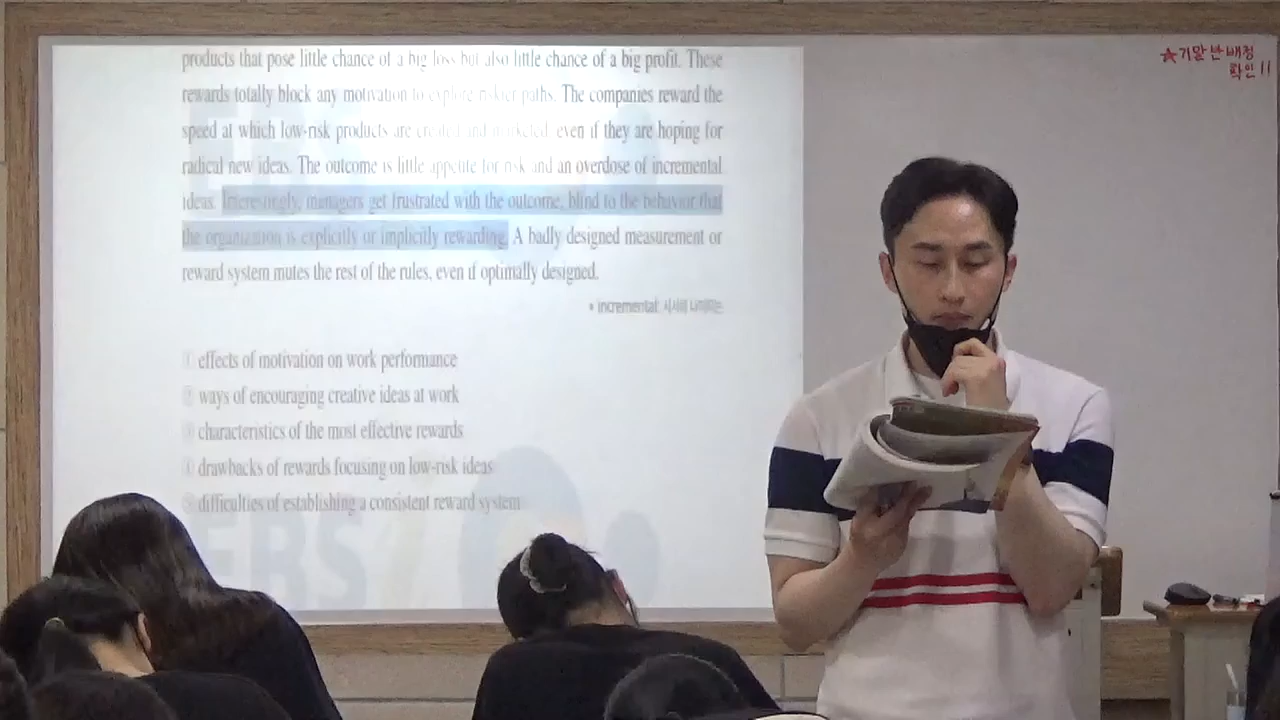 products that pose little chance of a big loss but also little chance of a big profit. These
rewards totally block any motivation to explore riskier paths. The companies reward the
speed at which low-risk products are created and marketed, even if they are hoping for
radical new ideas. The outcome is little appetite for risk and an overdose of incremental
ideas. Interestingly, managers get frustrated with the outcome, blind to the behavior that
the organization is explicitly or implicitly rewarding. A badly designed measurement or
reward system mutes the rest of the rules, even if optimally designed.
* incremental:
① effects of motivation on work performance
② ways of encouraging creative ideas at work
③ characteristics of the most effective rewards
④ drawbacks of rewards focusing on low-risk ideas
⑤ difficulties of establishing a consistent reward system
EBS
★기말 반 배정
확인 !!